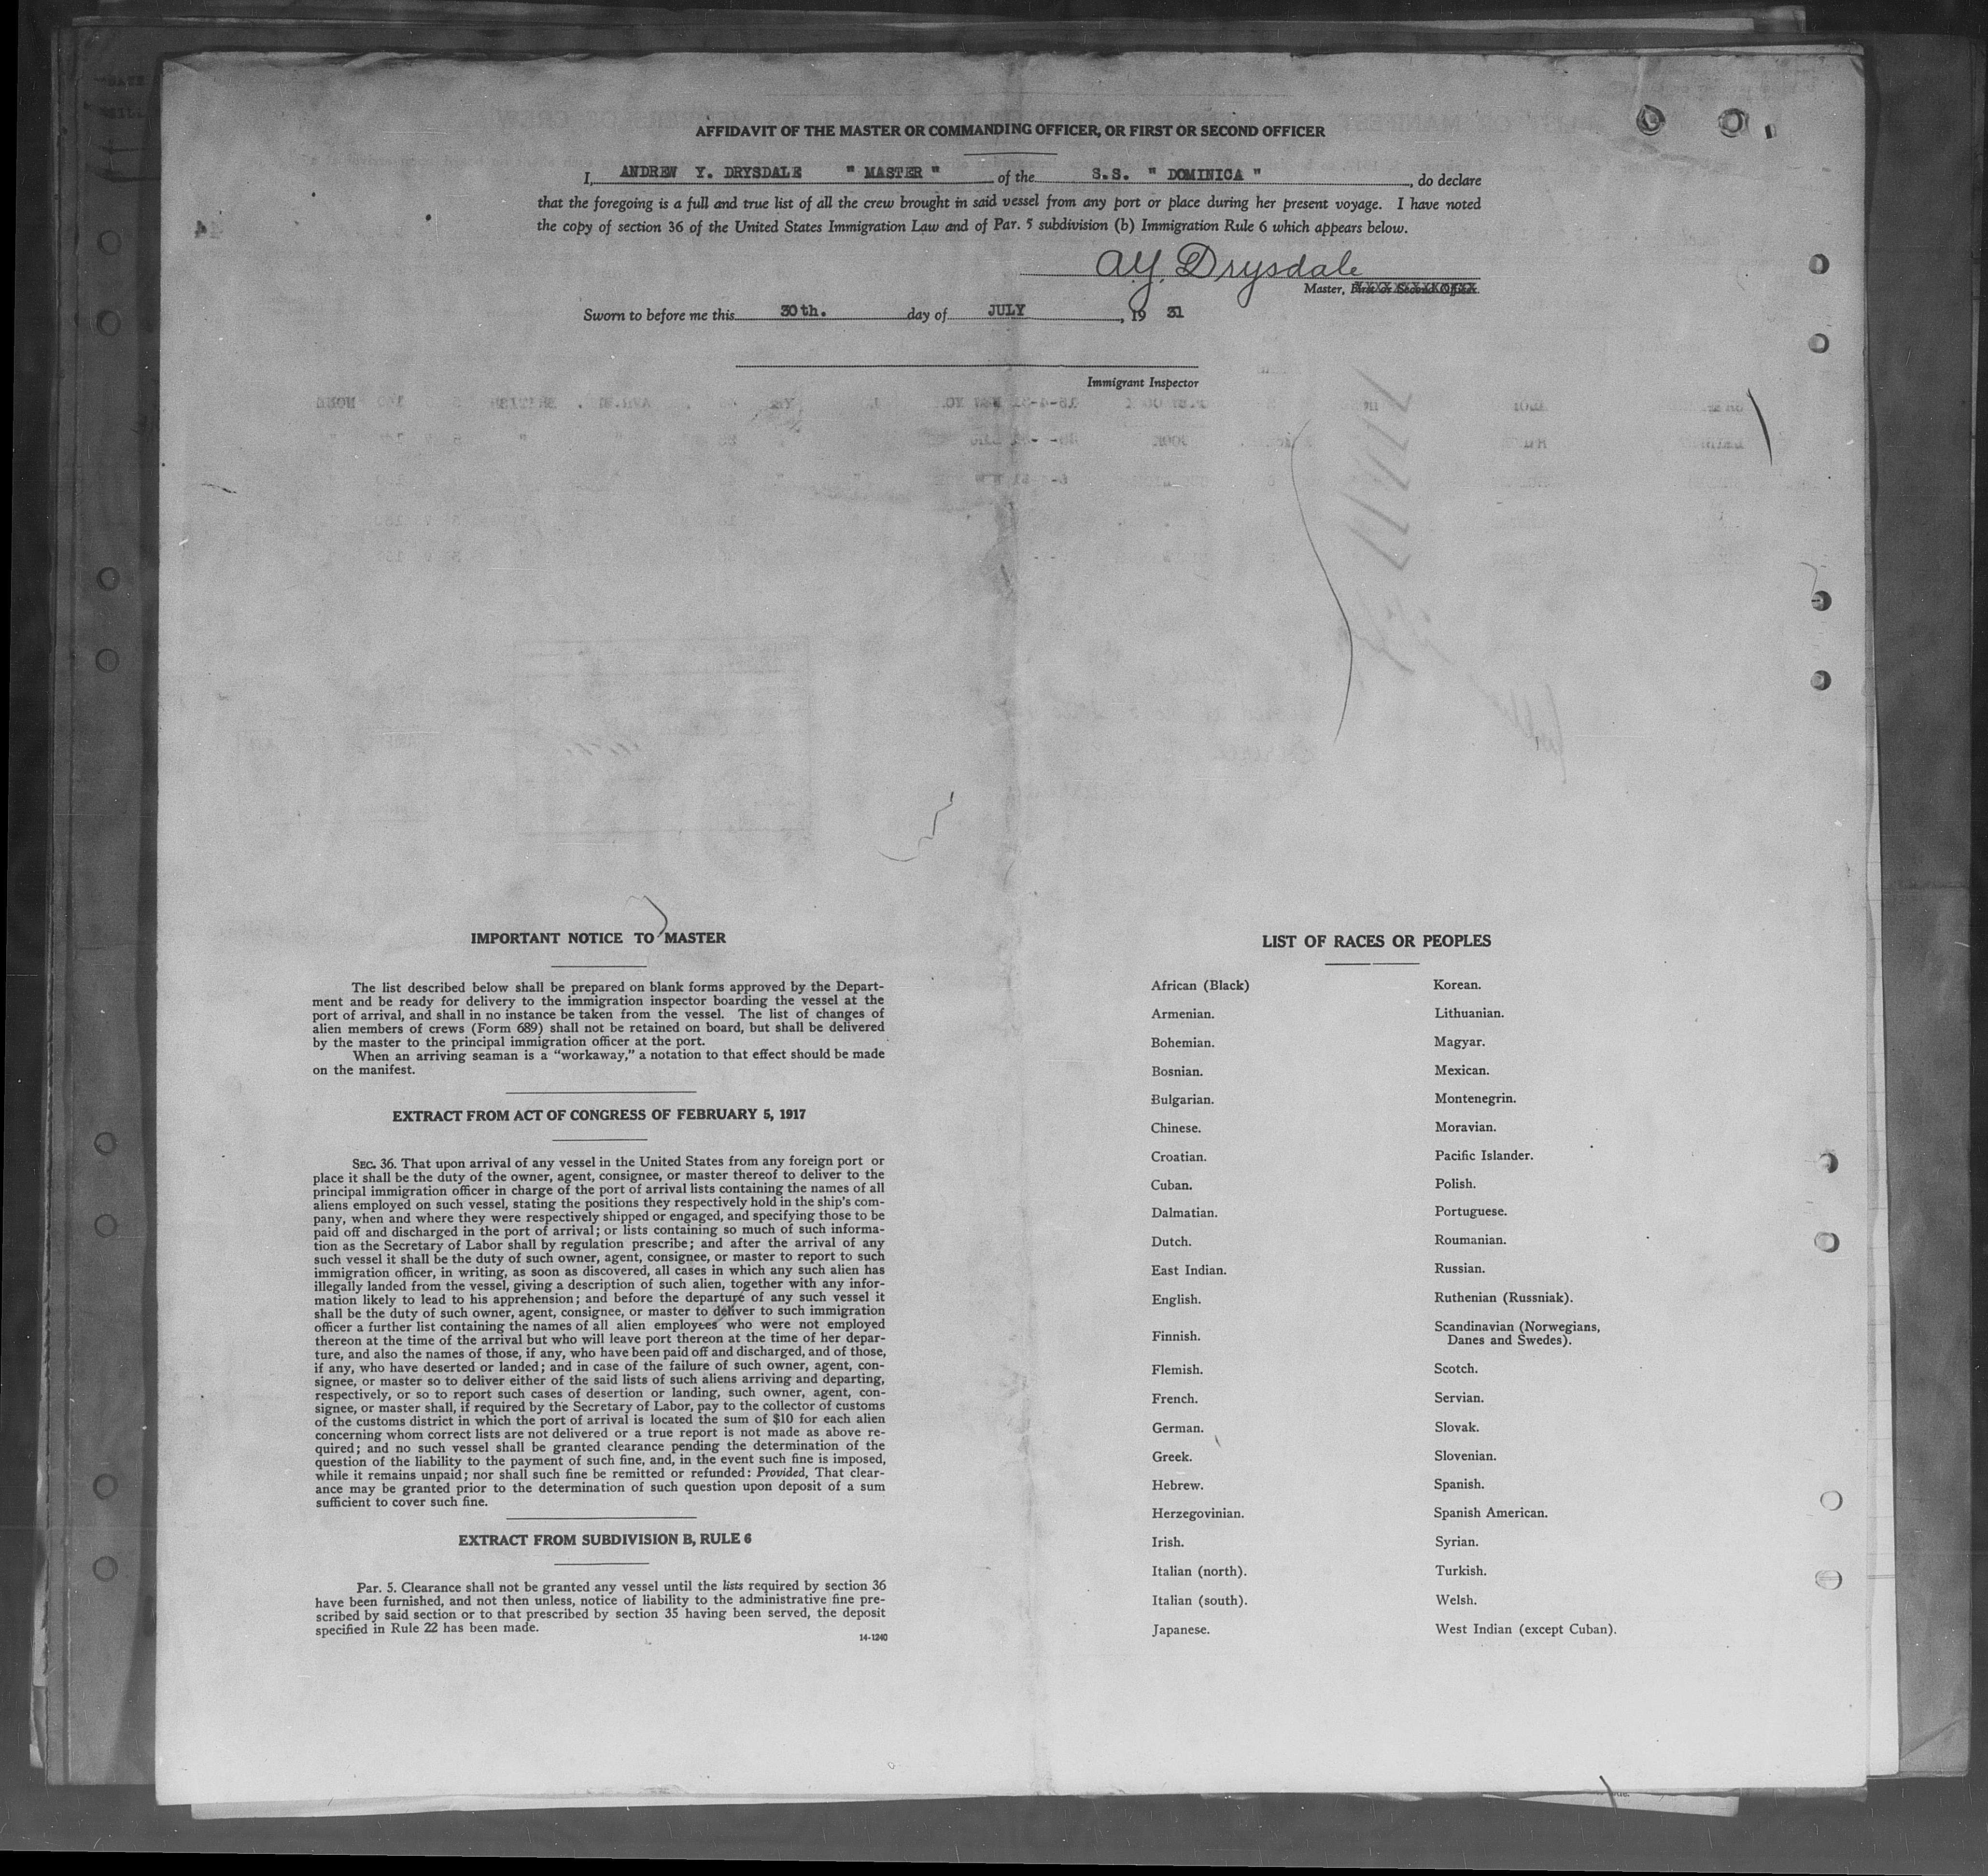 AFFIDAVIT OF THE MASTER OR COMMANDING OFFICER, OR FIRST OR SECOND OFFICER
I, ANDREW Y. DRYSDALE " MASTER " of the S.S. " DOMINICA ", do declare
that the foregoing is a full and true list of all the crew brought in said vessel from any port or place during her present voyage. I have noted
the copy of section 36 of the United States Immigration Law and of Par. 5 subdivision (b) Immigration Rule 6 which appears below.
A.Y. Drysdale
Master, First or Second Officer.
Sworn to before me this 30th. day of JULY, 19 31
Immigrant Inspector
IMPORTANT NOTICE TO MASTER
The list described below shall be prepared on blank forms approved by the Depart-
ment and be ready for delivery to the immigration inspector boarding the vessel at the
port of arrival, and shall in no instance be taken from the vessel. The list of changes of
alien members of crews (Form 689) shall not be retained on board, but shall be delivered
by the master to the principal immigration officer at the port.
When an arriving seaman is a "workaway," a notation to that effect should be made
on the manifest.
EXTRACT FROM ACT OF CONGRESS OF FEBRUARY 5, 1917
SEC. 36. That upon arrival of any vessel in the United States from any foreign port or
place it shall be the duty of the owner, agent, consignee, or master thereof to deliver to the
principal immigration officer in charge of the port of arrival lists containing the names of all
aliens employed on such vessel, stating the positions they respectively hold in the ship's com-
pany, when and where they were respectively shipped or engaged, and specifying those to be
paid off and discharged in the port of arrival; or lists containing so much of such informa-
tion as the Secretary of Labor shall by regulation prescribe; and after the arrival of any
such vessel it shall be the duty of such owner, agent, consignee, or master to report to such
immigration officer, in writing, as soon as discovered, all cases in which any such alien has
illegally landed from the vessel, giving a description of such alien, together with any infor-
mation likely to lead to his apprehension; and before the departure of any such vessel it
shall be the duty of such owner, agent, consignee, or master to deliver to such immigration
officer a further list containing the names of all alien employees who were not employed
thereon at the time of the arrival but who will leave port thereon at the time of her depar-
ture, and also the names of those, if any, who have been paid off and discharged, and of those,
if any, who have deserted or landed; and in case of the failure of such owner, agent, con-
signee, or master so to deliver either of the said lists of such aliens arriving and departing,
respectively, or so to report such cases of desertion or landing, such owner, agent, con-
signee, or master shall, if required by the Secretary of Labor, pay to the collector of customs
of the customs district in which the port of arrival is located the sum of $10 for each alien
concerning whom correct lists are not delivered or a true report is not made as above re-
quired; and no such vessel shall be granted clearance pending the determination of the
question of the liability to the payment of such fine, and, in the event such fine is imposed,
while it remains unpaid; nor shall such fine be remitted or refunded: Provided, That clear-
ance may be granted prior to the determination of such question upon deposit of a sum
sufficient to cover such fine.
EXTRACT FROM SUBDIVISION B, RULE 6
Par. 5. Clearance shall not be granted any vessel until the lists required by section 36
have been furnished, and not then unless, notice of liability to the administrative fine pre-
scribed by said section or to that prescribed by section 35 having been served, the deposit
specified in Rule 22 has been made.
14-1240
LIST OF RACES OR PEOPLES
African (Black)
Armenian.
Bohemian.
Bosnian.
Bulgarian.
Chinese.
Croatian.
Cuban.
Dalmatian.
Dutch.
East Indian.
English.
Finnish.
Flemish.
French.
German.
Greek.
Hebrew.
Herzegovinian.
Irish.
Italian (north).
Italian (south).
Japanese.
Korean.
Lithuanian.
Magyar.
Mexican.
Montenegrin.
Moravian.
Pacific Islander.
Polish.
Portuguese.
Roumanian.
Russian.
Ruthenian (Russniak).
Scandinavian (Norwegians,
Danes and Swedes).
Scotch.
Servian.
Slovak.
Slovenian.
Spanish.
Spanish American.
Syrian.
Turkish.
Welsh.
West Indian (except Cuban).